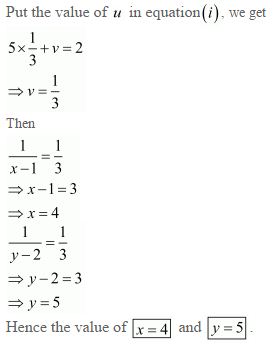 Put the value of u in equation(i), we get
5×1/3+v=2
⇒v=1/3
Then
1/(x−1)=1/3
⇒x−1=3
⇒x=4
1/(y−2)=1/3
⇒y−2=3
⇒y=5
Hence the value of x=4 and y=5.